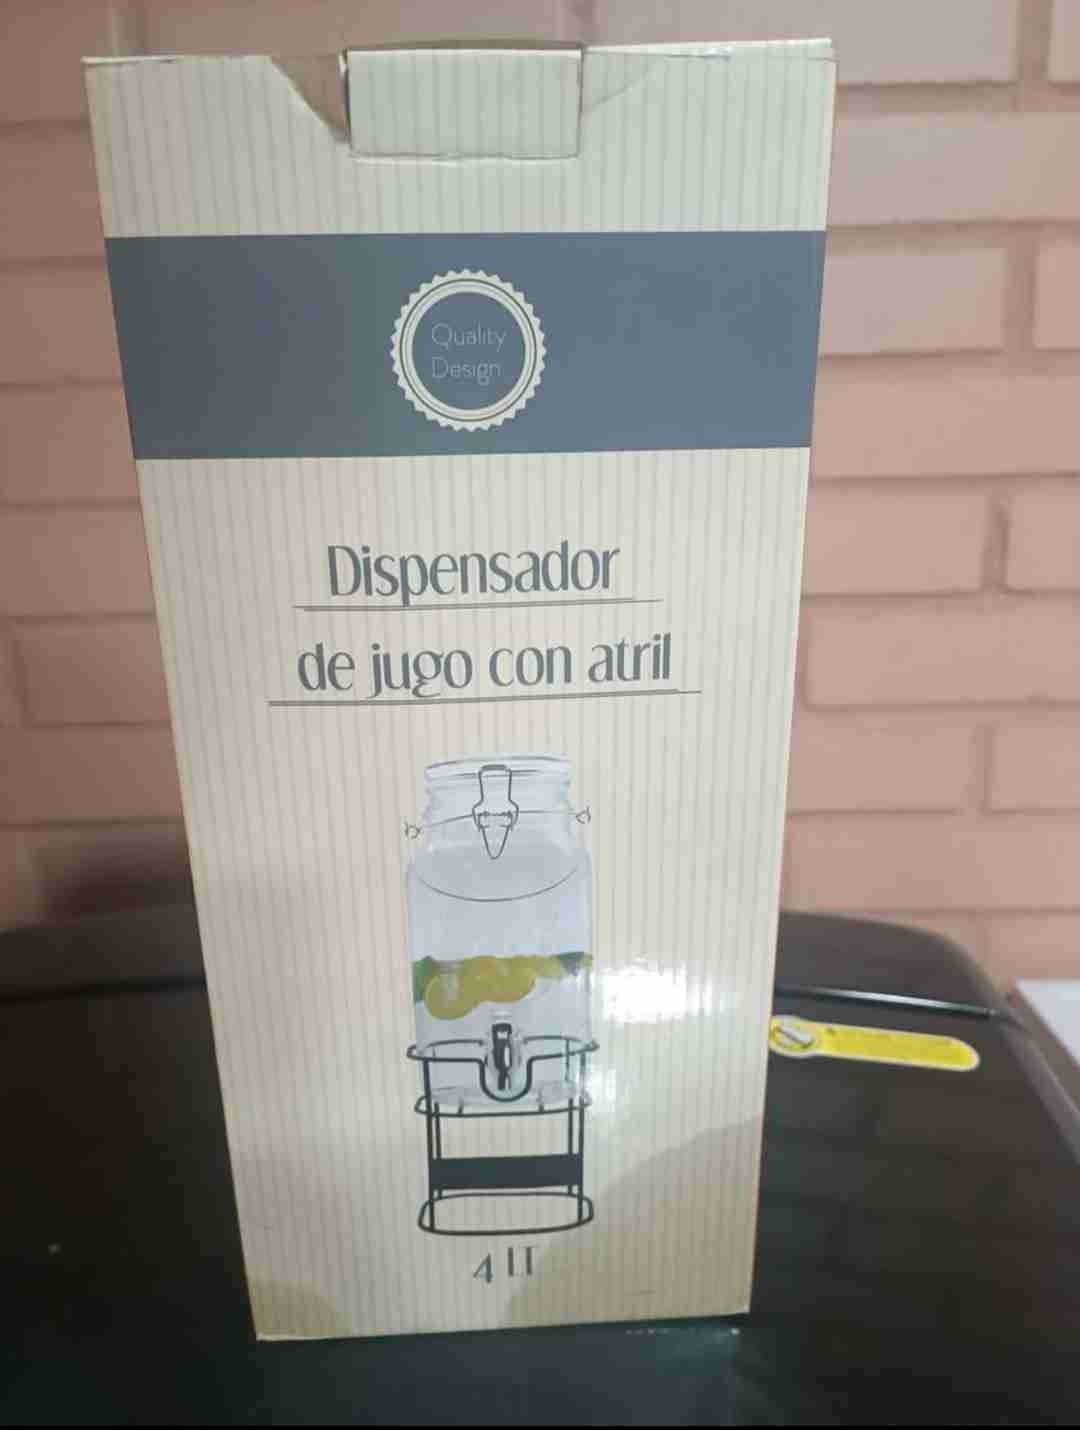 Quality
Design
Dispensador
de jugo con atril
4 LT